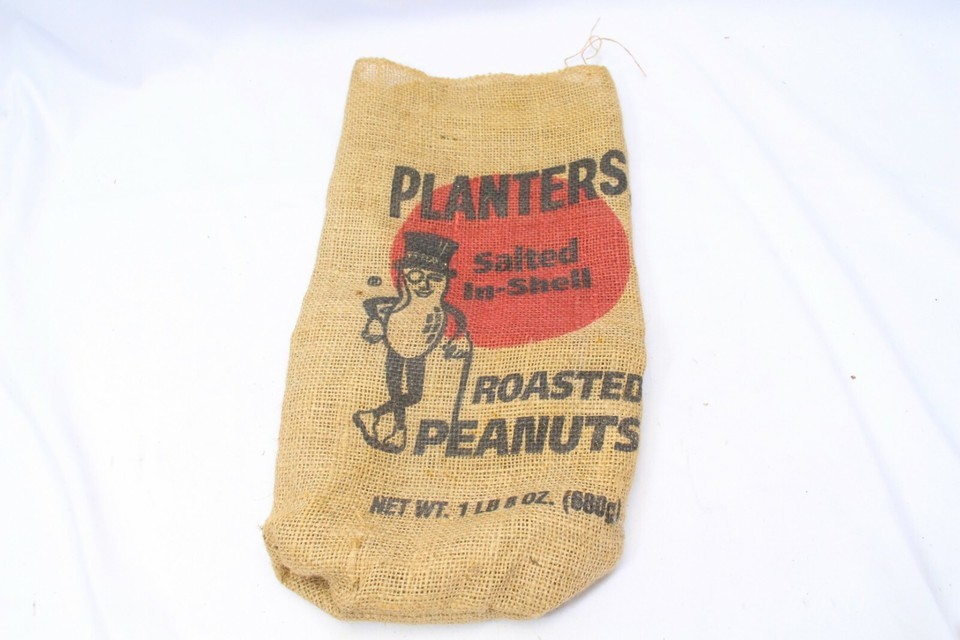 PLANTERS
Salted
In-Shell
®
ROASTED
PEANUTS
NET WT. 1 LB 8 OZ. (680g)